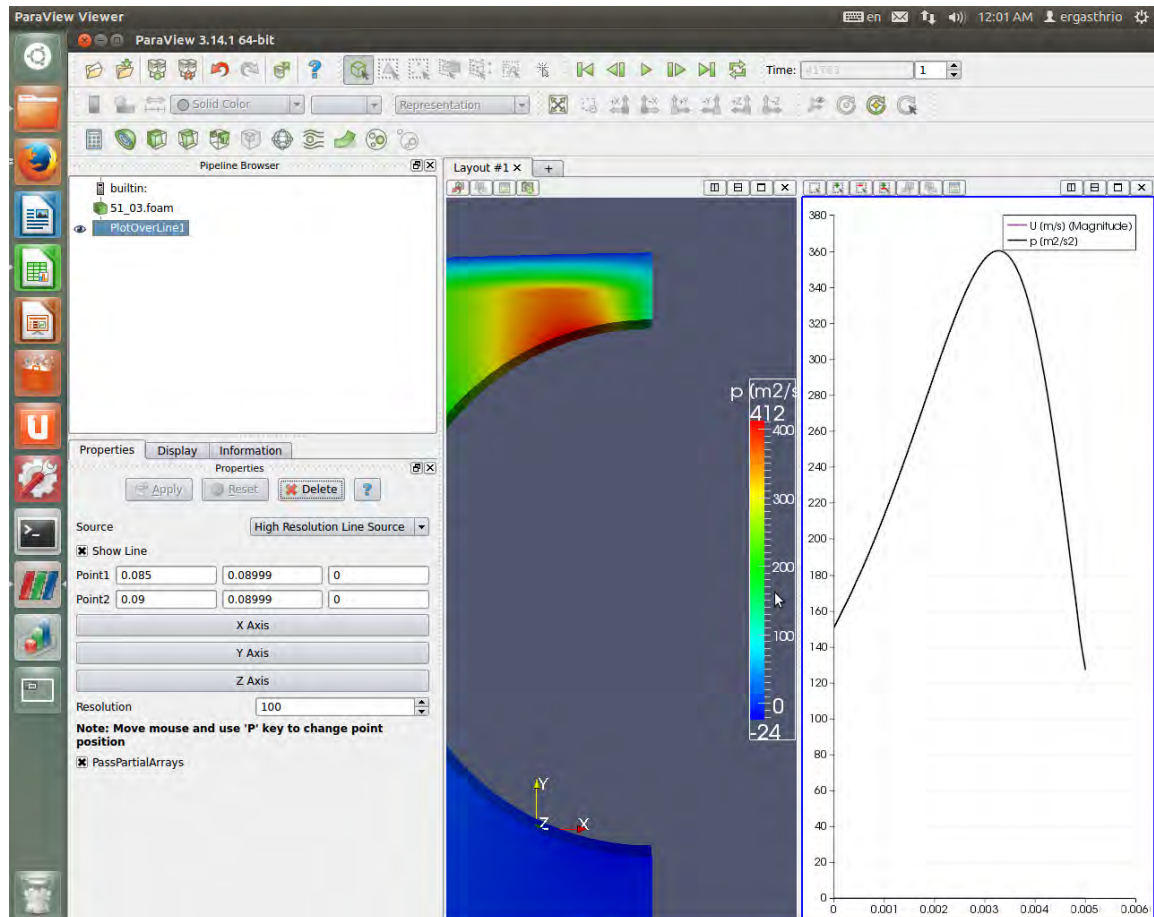 ParaView Viewer
en
12:01 AM
ergasthrio
ParaView 3.14.1 64-bit
Time:
1
Solid Color
Representation
Pipeline Browser
builtin:
51_03.foam
PlotOverLine1
Properties Display Information
Properties
Apply Reset Delete ?
Source High Resolution Line Source
Show Line
Point1 0.085 0.08999 0
Point2 0.09 0.08999 0
X Axis
Y Axis
Z Axis
Resolution 100
Note: Move mouse and use 'P' key to change point
position
PassPartialArrays
Layout #1 × +
p (m2/s
412
400
300
200
100
0
-24
Y
Z X
U (m/s) (Magnitude)
p (m2/s2)
380
360
340
320
300
280
260
240
220
200
180
160
140
120
100
80
60
40
20
0
0 0.001 0.002 0.003 0.004 0.005 0.006